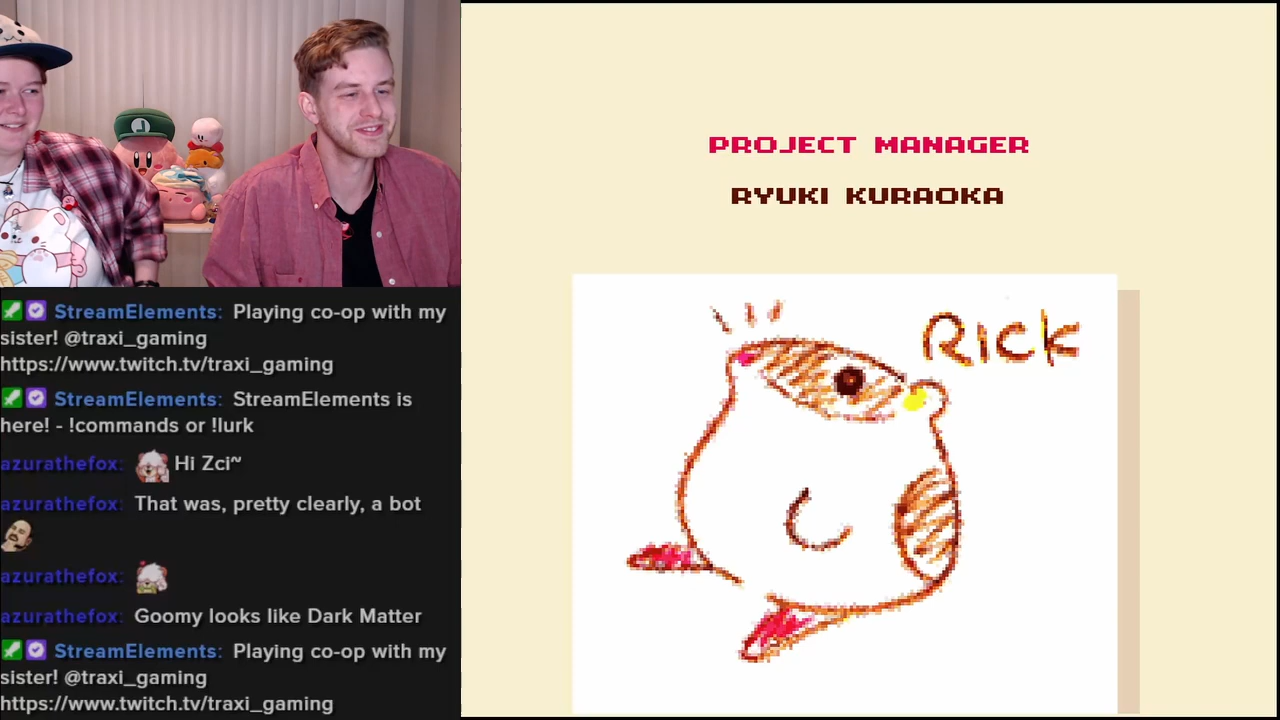 PROJECT MANAGER
RYUKI KURAOKA
RICK
StreamElements: Playing co-op with my
sister! @traxi_gaming
https://www.twitch.tv/traxi_gaming
StreamElements: StreamElements is
here! - !commands or !lurk
azurathefox: Hi Zci~
azurathefox: That was, pretty clearly, a bot
azurathefox:
azurathefox: Goomy looks like Dark Matter
StreamElements: Playing co-op with my
sister! @traxi_gaming
https://www.twitch.tv/traxi_gaming